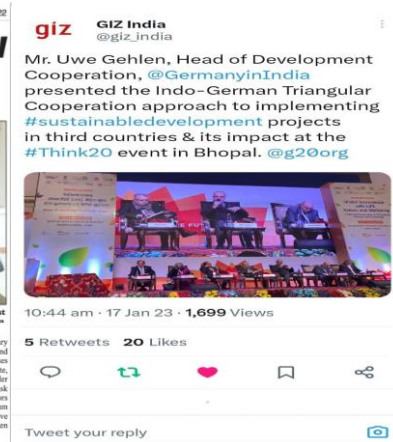 giz
GIZ India
@giz_india
Mr. Uwe Gehlen, Head of Development
Cooperation, @GermanyinIndia
presented the Indo-German Triangular
Cooperation approach to implementing
#sustainabledevelopment projects
in third countries & its impact at the
#Think20 event in Bhopal. @g20org
10:44 am · 17 Jan 23 · 1,699 Views
5 Retweets 20 Likes
Tweet your reply